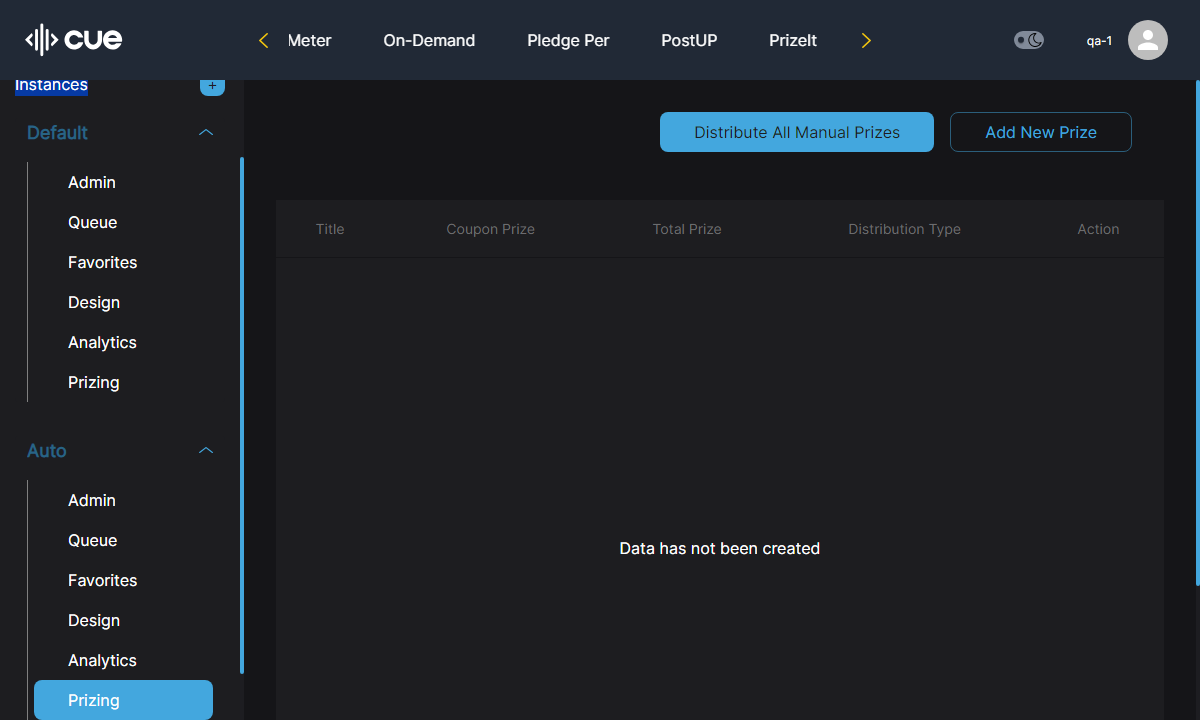 cue
Meter On-Demand Pledge Per PostUP PrizeIt
qa-1
Instances +
Default
Admin
Queue
Favorites
Design
Analytics
Prizing
Auto
Admin
Queue
Favorites
Design
Analytics
Prizing
Distribute All Manual Prizes Add New Prize
Title Coupon Prize Total Prize Distribution Type Action
Data has not been created